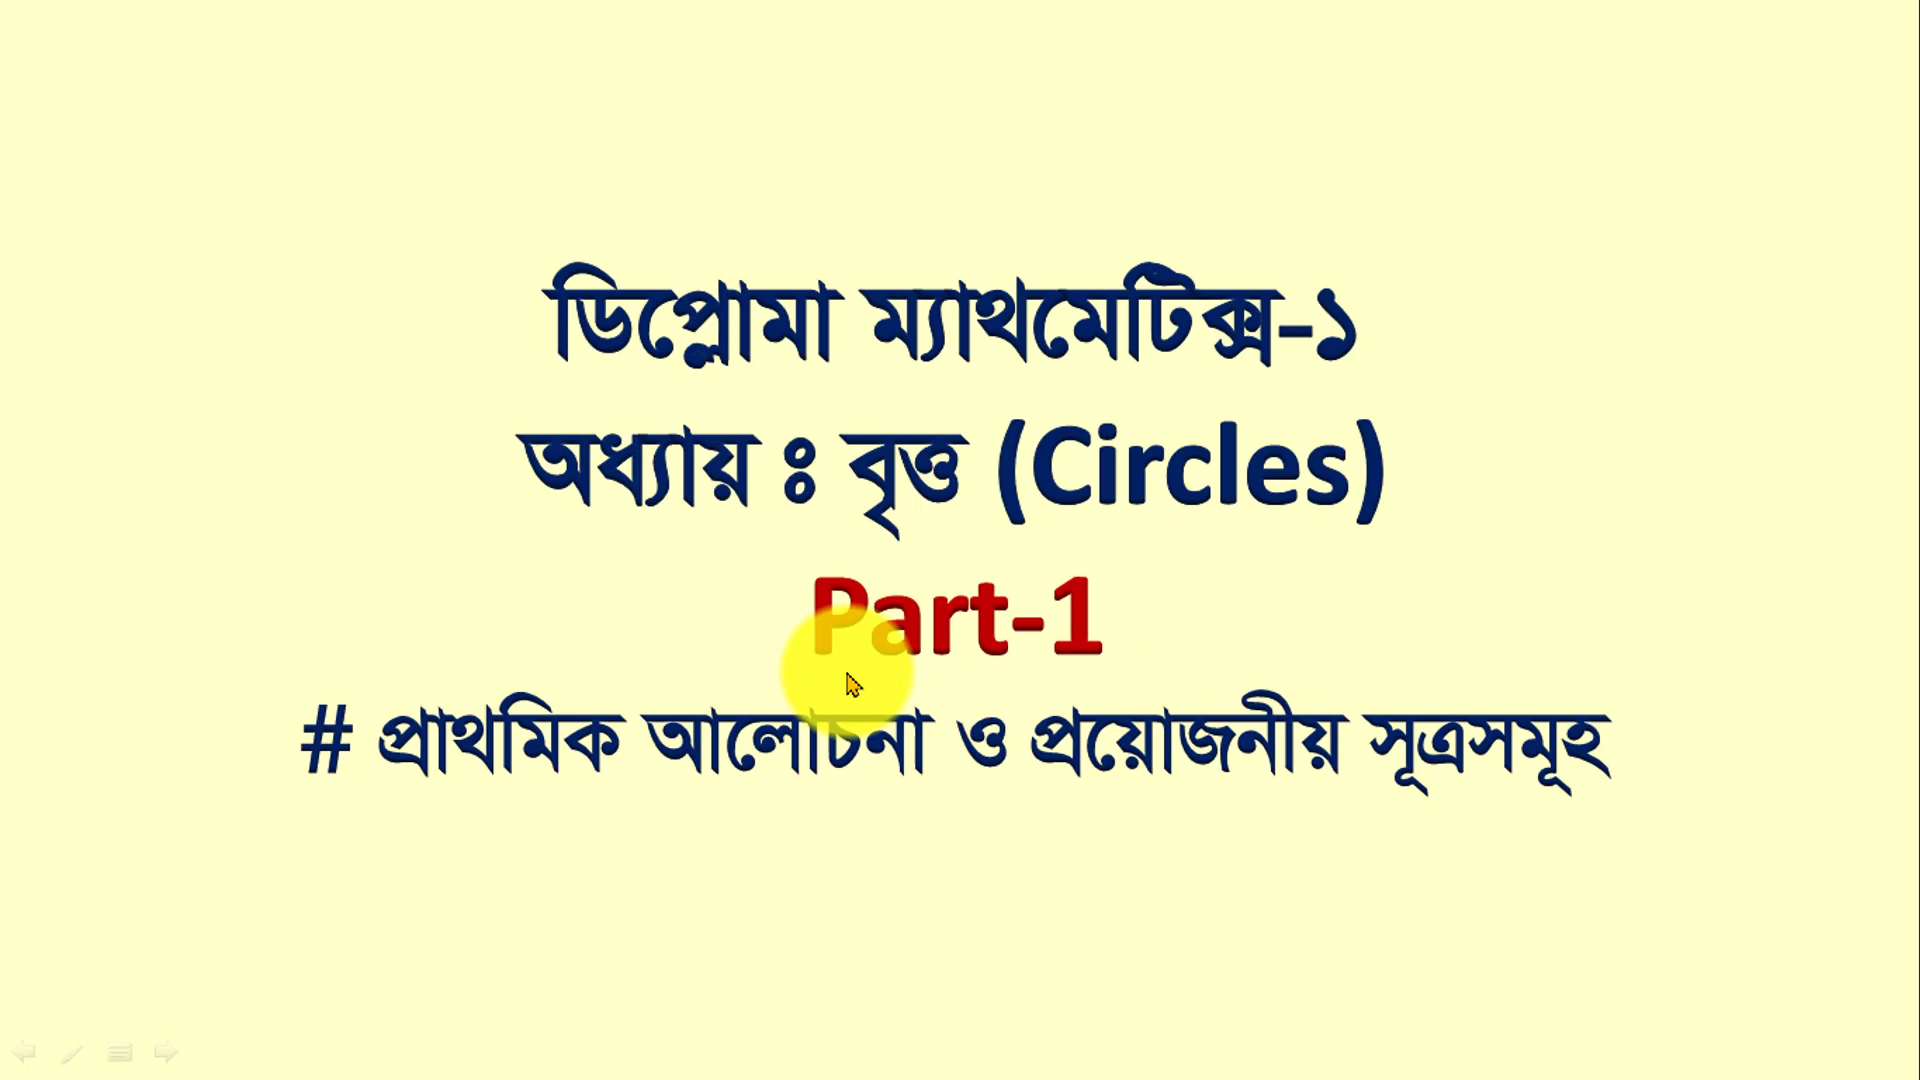 ডিপ্লোমা ম্যাথমেটিক্স-১
অধ্যায় ঃ বৃত্ত (Circles)
Part-1
# প্রাথমিক আলোচনা ও প্রয়োজনীয় সূত্রসমূহ